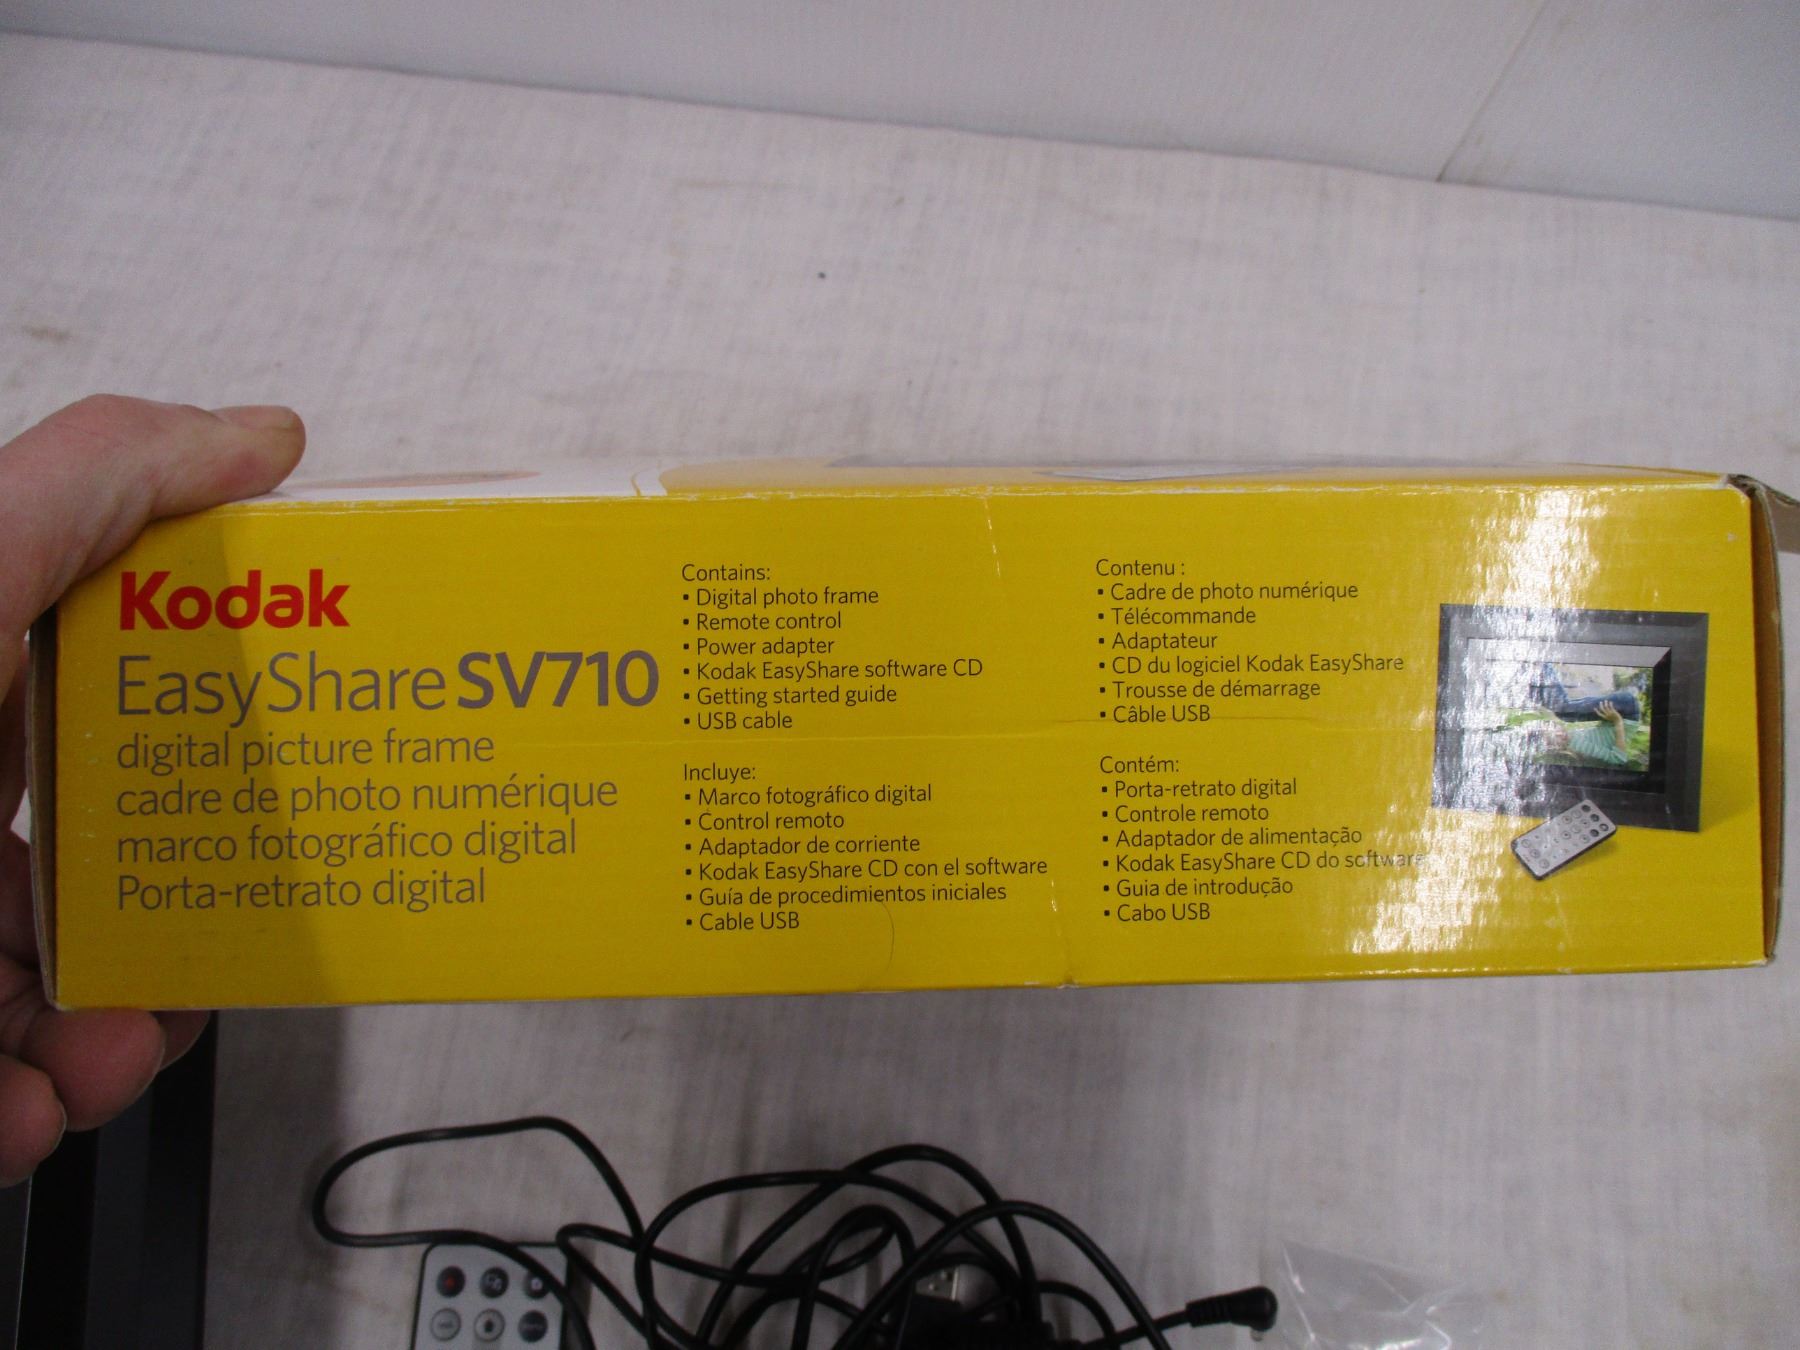 Kodak
EasyShare SV710
digital picture frame
cadre de photo numérique
marco fotográfico digital
Porta-retrato digital
Contains:
• Digital photo frame
• Remote control
• Power adapter
• Kodak EasyShare software CD
• Getting started guide
• USB cable
Incluye:
• Marco fotográfico digital
• Control remoto
• Adaptador de corriente
• Kodak EasyShare CD con el software
• Guía de procedimientos iniciales
• Cable USB
Contenu :
• Cadre de photo numérique
• Télécommande
• Adaptateur
• CD du logiciel Kodak EasyShare
• Trousse de démarrage
• Câble USB
Contém:
• Porta-retrato digital
• Controle remoto
• Adaptador de alimentação
• Kodak EasyShare CD do software
• Guia de introdução
• Cabo USB